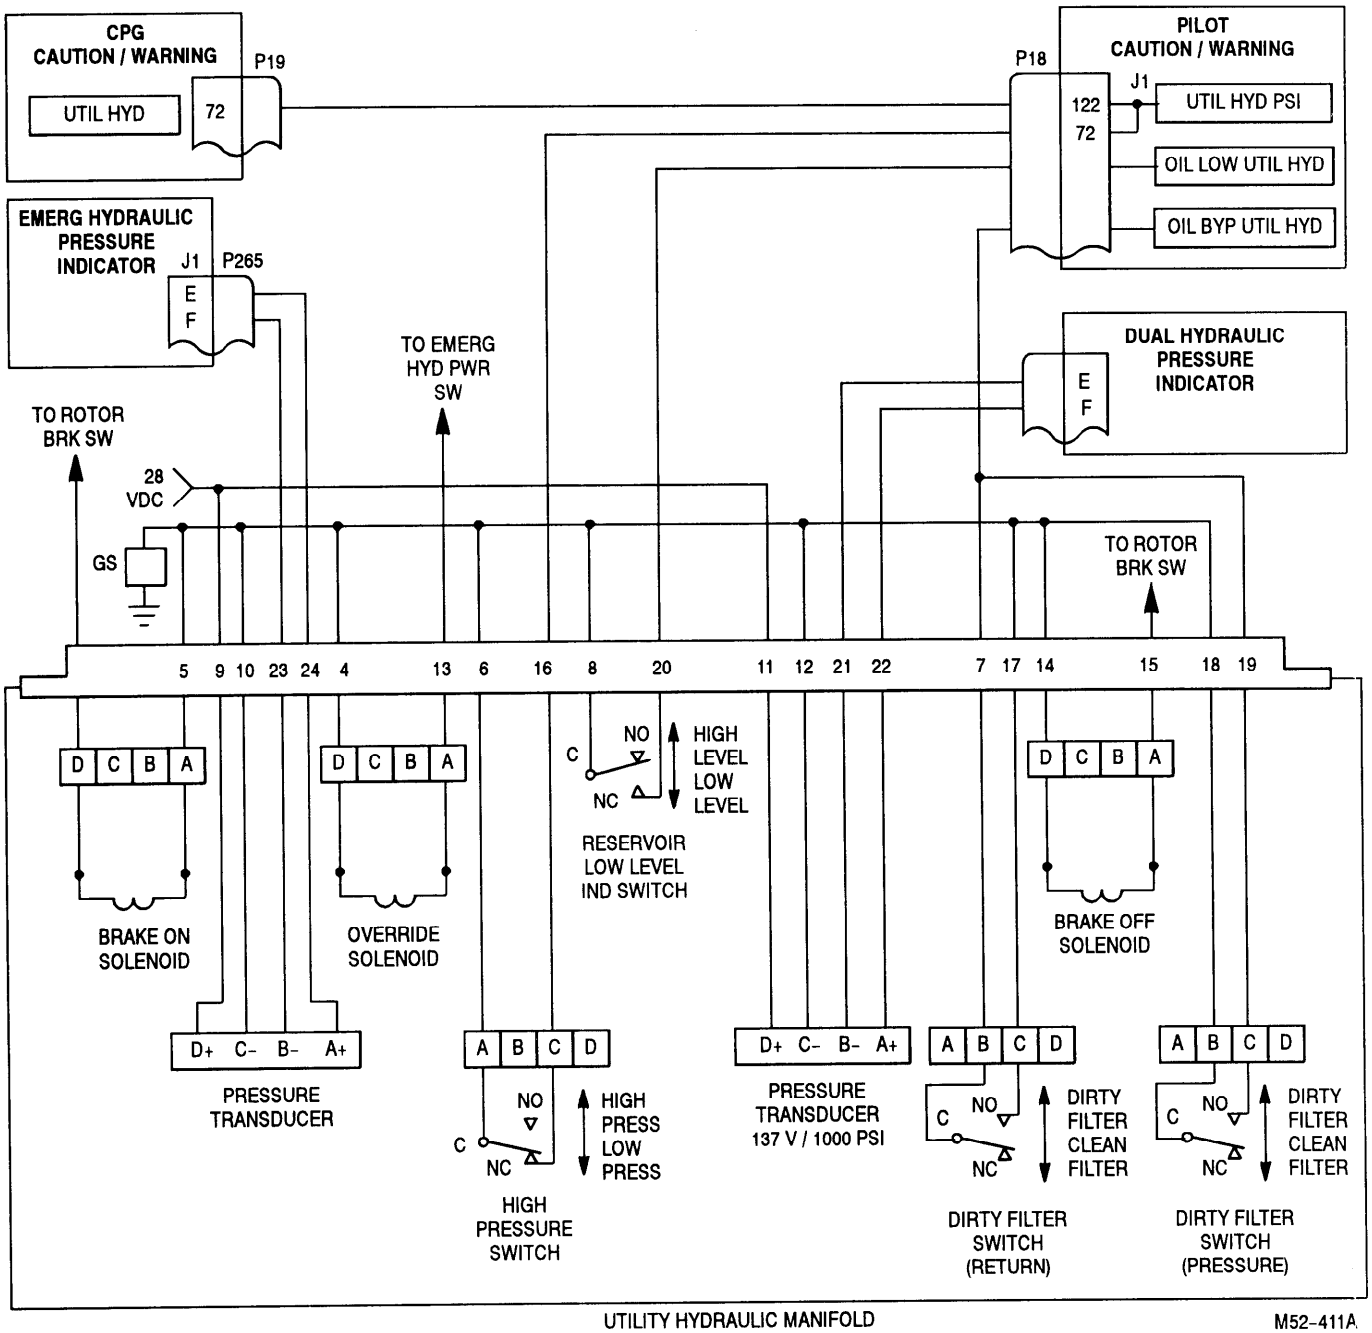 CPG
CAUTION / WARNING
P19
UTIL HYD
72
PILOT
CAUTION / WARNING
P18
J1
122
72
UTIL HYD PSI
OIL LOW UTIL HYD
OIL BYP UTIL HYD
EMERG HYDRAULIC
PRESSURE
INDICATOR
J1
P265
E
F
DUAL HYDRAULIC
PRESSURE
INDICATOR
E
F
TO EMERG
HYD PWR
SW
TO ROTOR
BRK SW
28
VDC
GS
TO ROTOR
BRK SW
5 9 10 23 24 4 13 6 16 8 20 11 12 21 22 7 17 14 15 18 19
D C B A
BRAKE ON
SOLENOID
D C B A
OVERRIDE
SOLENOID
C
NO
NC
HIGH
LEVEL
LOW
LEVEL
RESERVOIR
LOW LEVEL
IND SWITCH
D C B A
BRAKE OFF
SOLENOID
D+ C− B− A+
PRESSURE
TRANSDUCER
A B C D
C
NO
NC
HIGH
PRESS
LOW
PRESS
HIGH
PRESSURE
SWITCH
D+ C− B− A+
PRESSURE
TRANSDUCER
137 V / 1000 PSI
A B C D
C
NO
NC
DIRTY
FILTER
CLEAN
FILTER
DIRTY FILTER
SWITCH
(RETURN)
A B C D
C
NO
NC
DIRTY
FILTER
CLEAN
FILTER
DIRTY FILTER
SWITCH
(PRESSURE)
UTILITY HYDRAULIC MANIFOLD
M52−411A